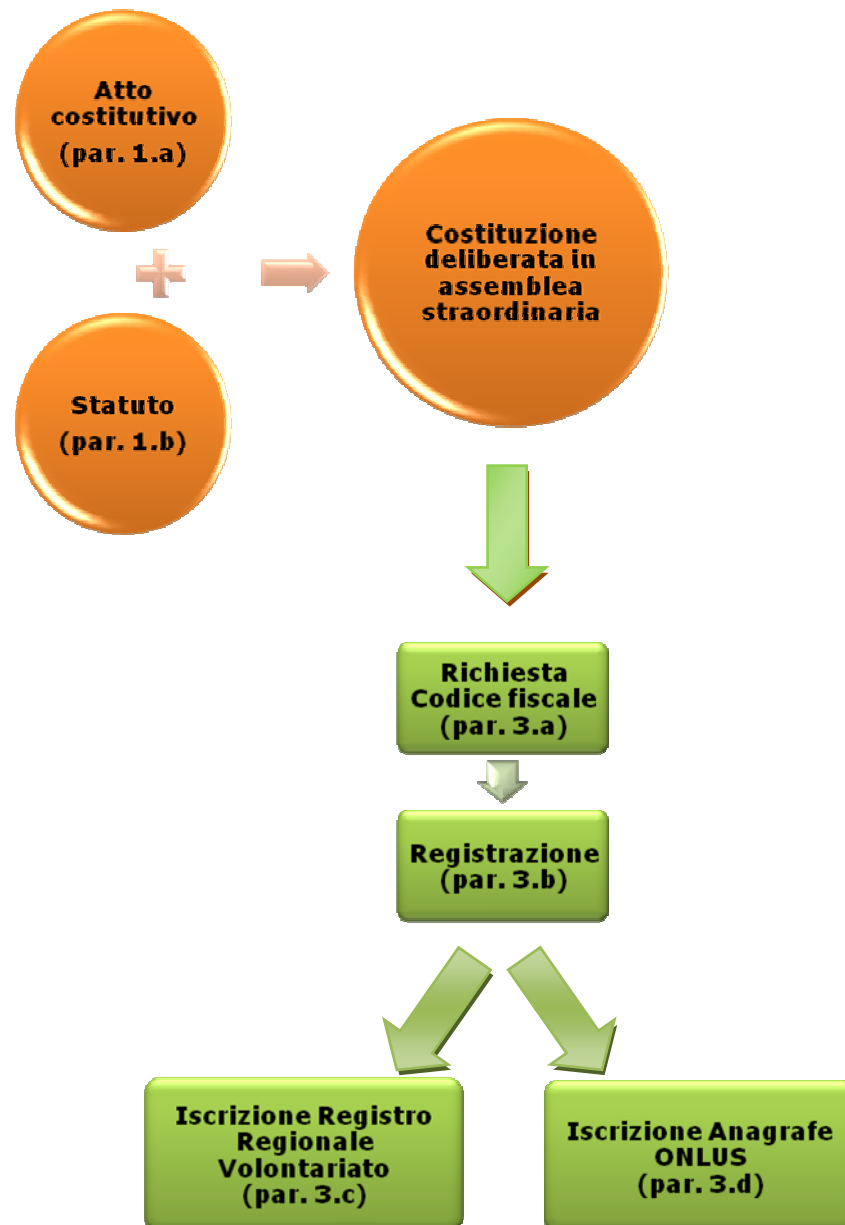 Atto
costitutivo
(par. 1.a)
Costituzione
deliberata in
assemblea
straordinaria
Statuto
(par. 1.b)
Richiesta
Codice fiscale
(par. 3.a)
Registrazione
(par. 3.b)
Iscrizione Registro
Regionale
Volontariato
(par. 3.c)
Iscrizione Anagrafe
ONLUS
(par. 3.d)